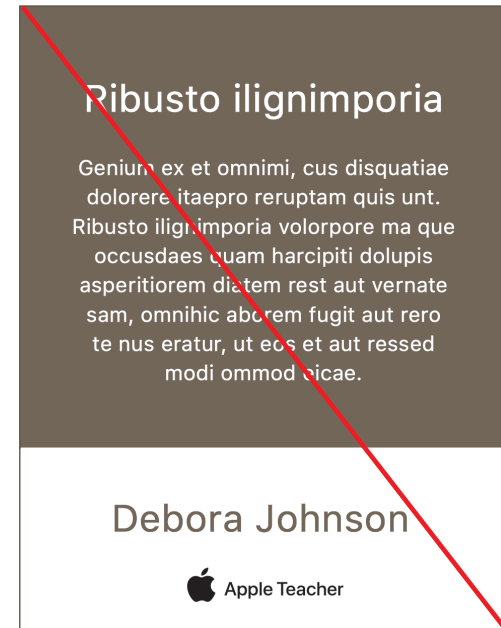 Ribusto ilignimporia
Genium ex et omnimi, cus disquatiae
dolorere itaepro reruptam quis unt.
Ribusto ilignimporia volorpore ma que
occusdaes quam harcipiti dolupis
asperitiorem diatem rest aut vernate
sam, omnihic aborem fugit aut rero
te nus eratur, ut eos et aut ressed
modi ommod eicae.
Debora Johnson
Apple Teacher